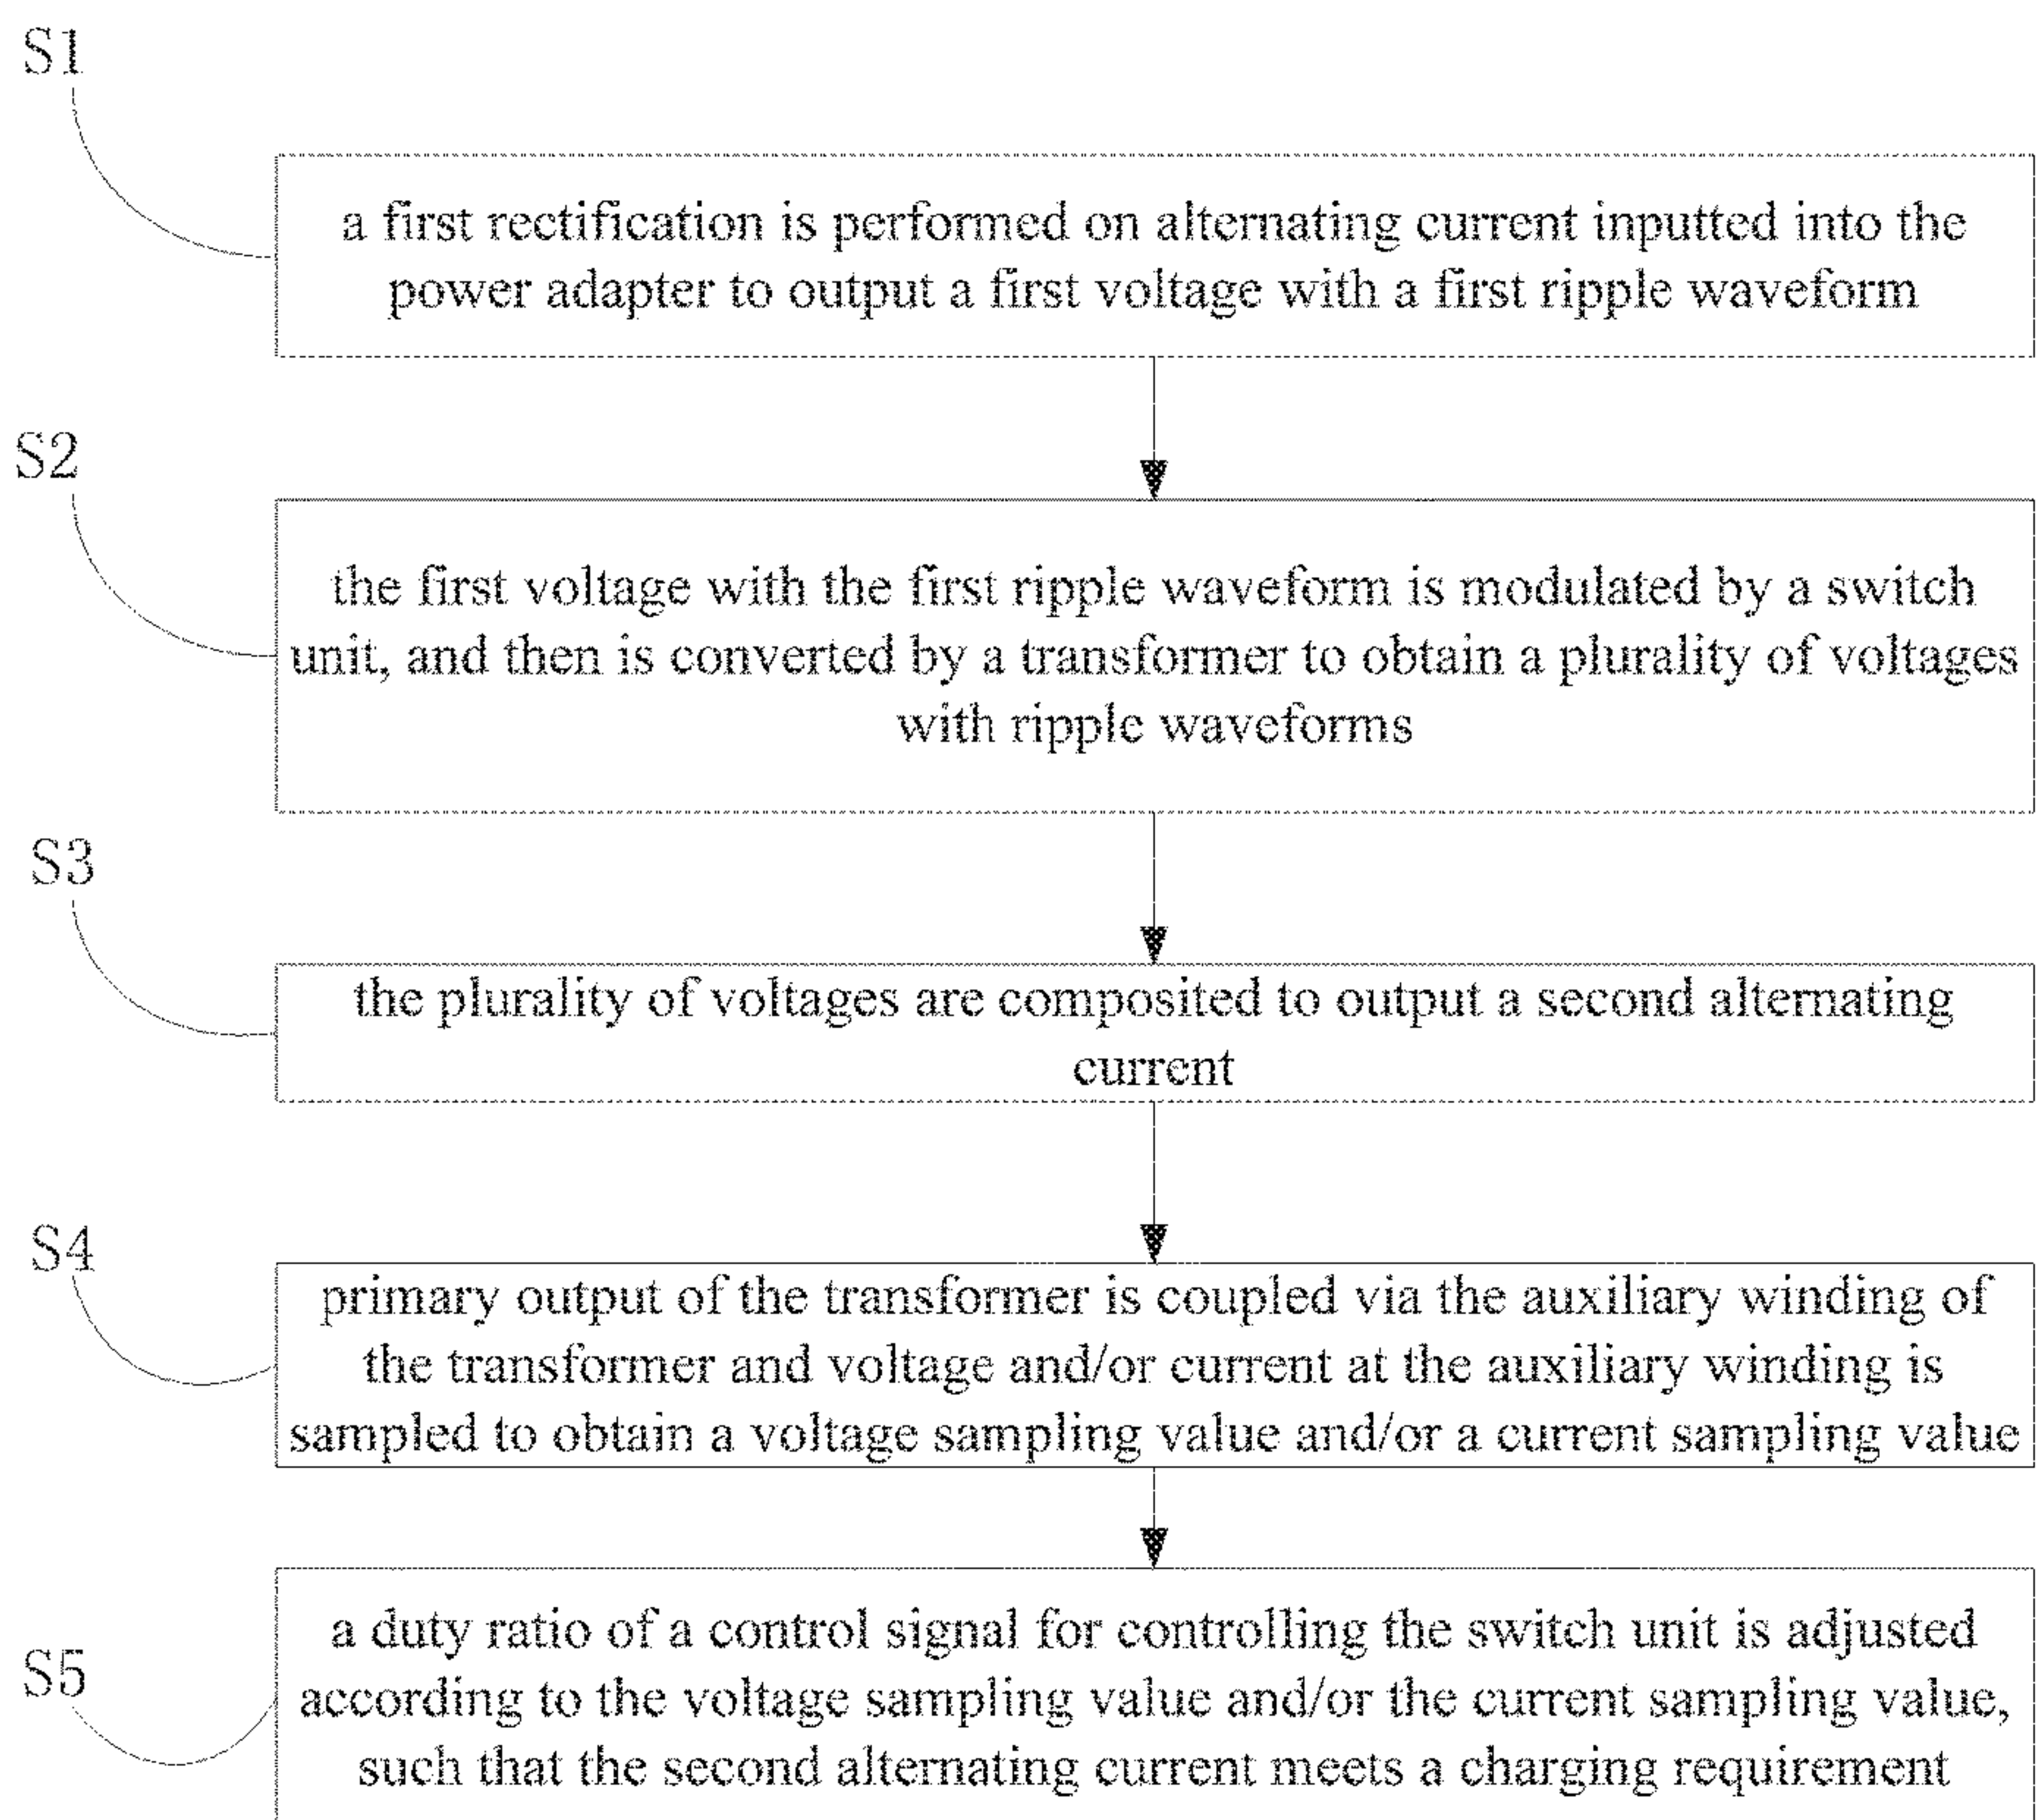 S1
a first rectification is performed on alternating current inputted into the
power adapter to output a first voltage with a first ripple waveform
S2
the first voltage with the first ripple waveform is modulated by a switch
unit, and then is converted by a transformer to obtain a plurality of voltages
with ripple waveforms
S3
the plurality of voltages are composited to output a second alternating
current
S4
primary output of the transformer is coupled via the auxiliary winding of
the transformer and voltage and/or current at the auxiliary winding is
sampled to obtain a voltage sampling value and/or a current sampling value
S5
a duty ratio of a control signal for controlling the switch unit is adjusted
according to the voltage sampling value and/or the current sampling value,
such that the second alternating current meets a charging requirement